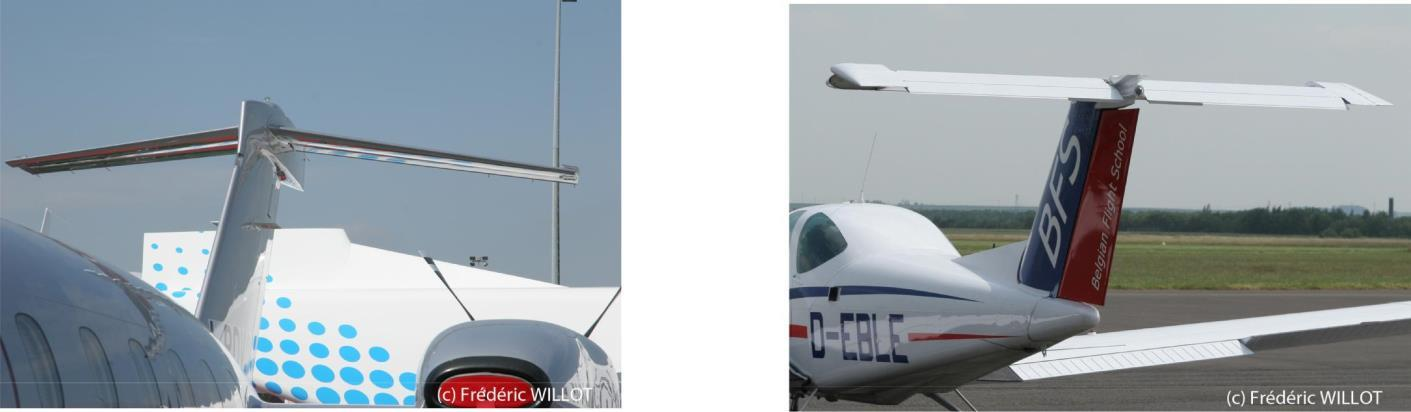 (c) Frédéric WILLOT
BFS
Belgian Flight School
D-EBLE
(c) Frédéric WILLOT